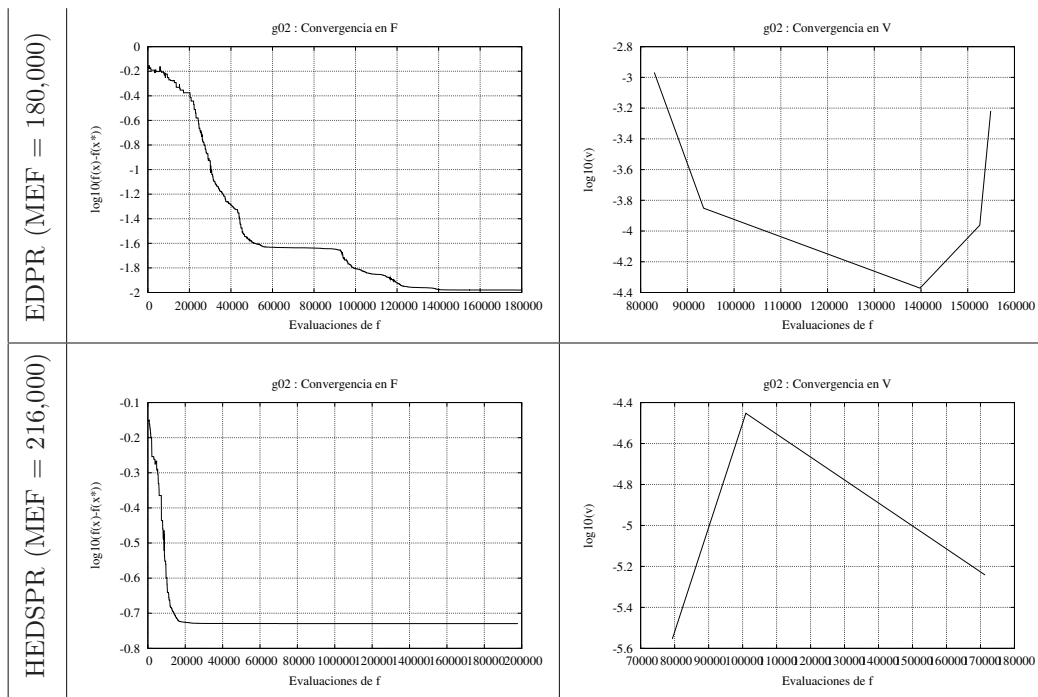 EDPR (MEF = 180,000)
g02 : Convergencia en F
log10(f(x)-f(x*))
0
-0.2
-0.4
-0.6
-0.8
-1
-1.2
-1.4
-1.6
-1.8
-2
0 20000 40000 60000 80000 100000 120000 140000 160000 180000
Evaluaciones de f
g02 : Convergencia en V
log10(v)
-2.8
-3
-3.2
-3.4
-3.6
-3.8
-4
-4.2
-4.4
80000 90000 100000 110000 120000 130000 140000 150000 160000
Evaluaciones de f
HEDSPR (MEF = 216,000)
g02 : Convergencia en F
log10(f(x)-f(x*))
-0.1
-0.2
-0.3
-0.4
-0.5
-0.6
-0.7
-0.8
0 20000 40000 60000 80000 100000 120000 140000 160000 180000 200000
Evaluaciones de f
g02 : Convergencia en V
log10(v)
-4.4
-4.6
-4.8
-5
-5.2
-5.4
-5.6
70000 80000 90000 100000 110000 120000 130000 140000 150000 160000 170000 180000
Evaluaciones de f